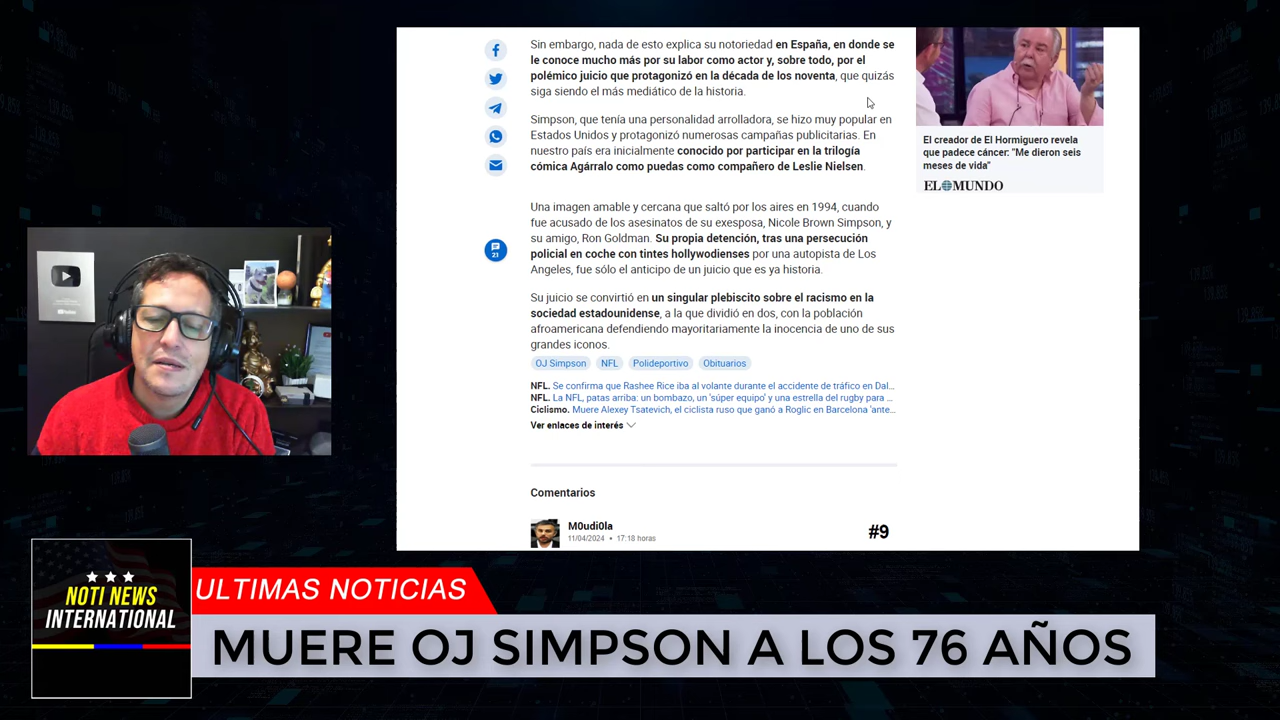 Sin embargo, nada de esto explica su notoriedad en España, en donde se
le conoce mucho más por su labor como actor y, sobre todo, por el
polémico juicio que protagonizó en la década de los noventa, que quizás
siga siendo el más mediático de la historia.
Simpson, que tenía una personalidad arrolladora, se hizo muy popular en
Estados Unidos y protagonizó numerosas campañas publicitarias. En
nuestro país era inicialmente conocido por participar en la trilogía
cómica Agárralo como puedas como compañero de Leslie Nielsen.
Una imagen amable y cercana que saltó por los aires en 1994, cuando
fue acusado de los asesinatos de su exesposa, Nicole Brown Simpson, y
su amigo, Ron Goldman. Su propia detención, tras una persecución
policial en coche con tintes hollywodienses por una autopista de Los
Angeles, fue sólo el anticipo de un juicio que es ya historia.
Su juicio se convirtió en un singular plebiscito sobre el racismo en la
sociedad estadounidense, a la que dividió en dos, con la población
afroamericana defendiendo mayoritariamente la inocencia de uno de sus
grandes iconos.
23
OJ Simpson NFL Polideportivo Obituarios
NFL. Se confirma que Rashee Rice iba al volante durante el accidente de tráfico en Dal...
NFL. La NFL, patas arriba: un bombazo, un 'súper equipo' y una estrella del rugby para ...
Ciclismo. Muere Alexey Tsatevich, el ciclista ruso que ganó a Roglic en Barcelona 'ante...
Ver enlaces de interés
Comentarios
M0udi0la
11/04/2024 • 17:18 horas
#9
El creador de El Hormiguero revela
que padece cáncer: "Me dieron seis
meses de vida"
EL MUNDO
NOTI NEWS
INTERNATIONAL
ULTIMAS NOTICIAS
MUERE OJ SIMPSON A LOS 76 AÑOS